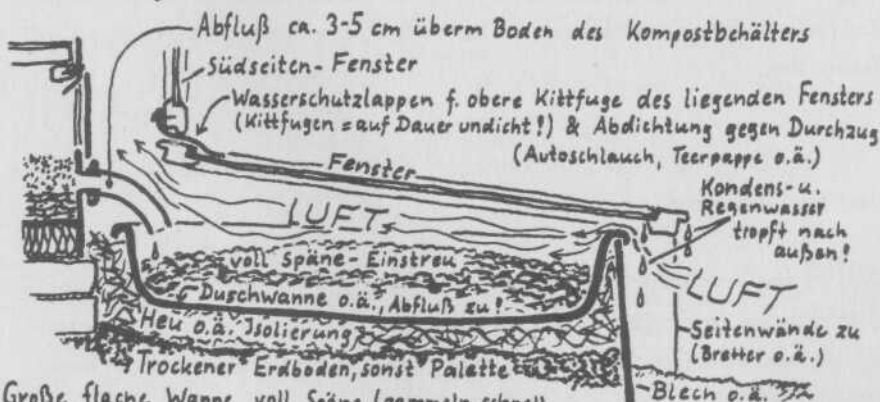 Abfluß ca. 3-5 cm überm Boden des Kompostbehälters
Südseiten-Fenster
Wasserschutzlappen f. obere Kittfuge des liegenden Fensters
(Kittfugen = auf Dauer undicht!) & Abdichtung gegen Durchzug
(Autoschlauch, Teerpappe o.ä.)
Fenster
Kondens- u.
Regenwasser
tropft nach
außen!
LUFT
LUFT
voll Späne-Einstreu
Duschwanne o.ä., Abfluß zu!
Heu o.ä. Isolierung
Seitenwände zu
(Bretter o.ä.)
Trockener Erdboden, sonst Palette
Blech o.ä.
Große flache Wanne voll Späne